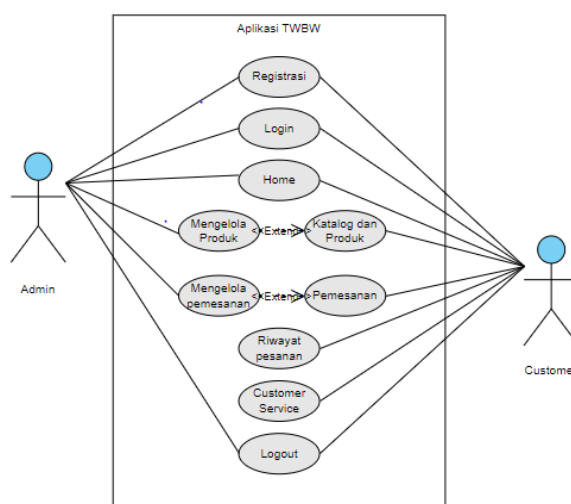 Aplikasi TWBW
Registrasi
Login
Home
Mengelola
Produk
<<Extend>>
Katalog dan
Produk
Mengelola
pemesanan
<<Extend>>
Pemesanan
Riwayat
pesanan
Customer
Service
Logout
Admin
Custome